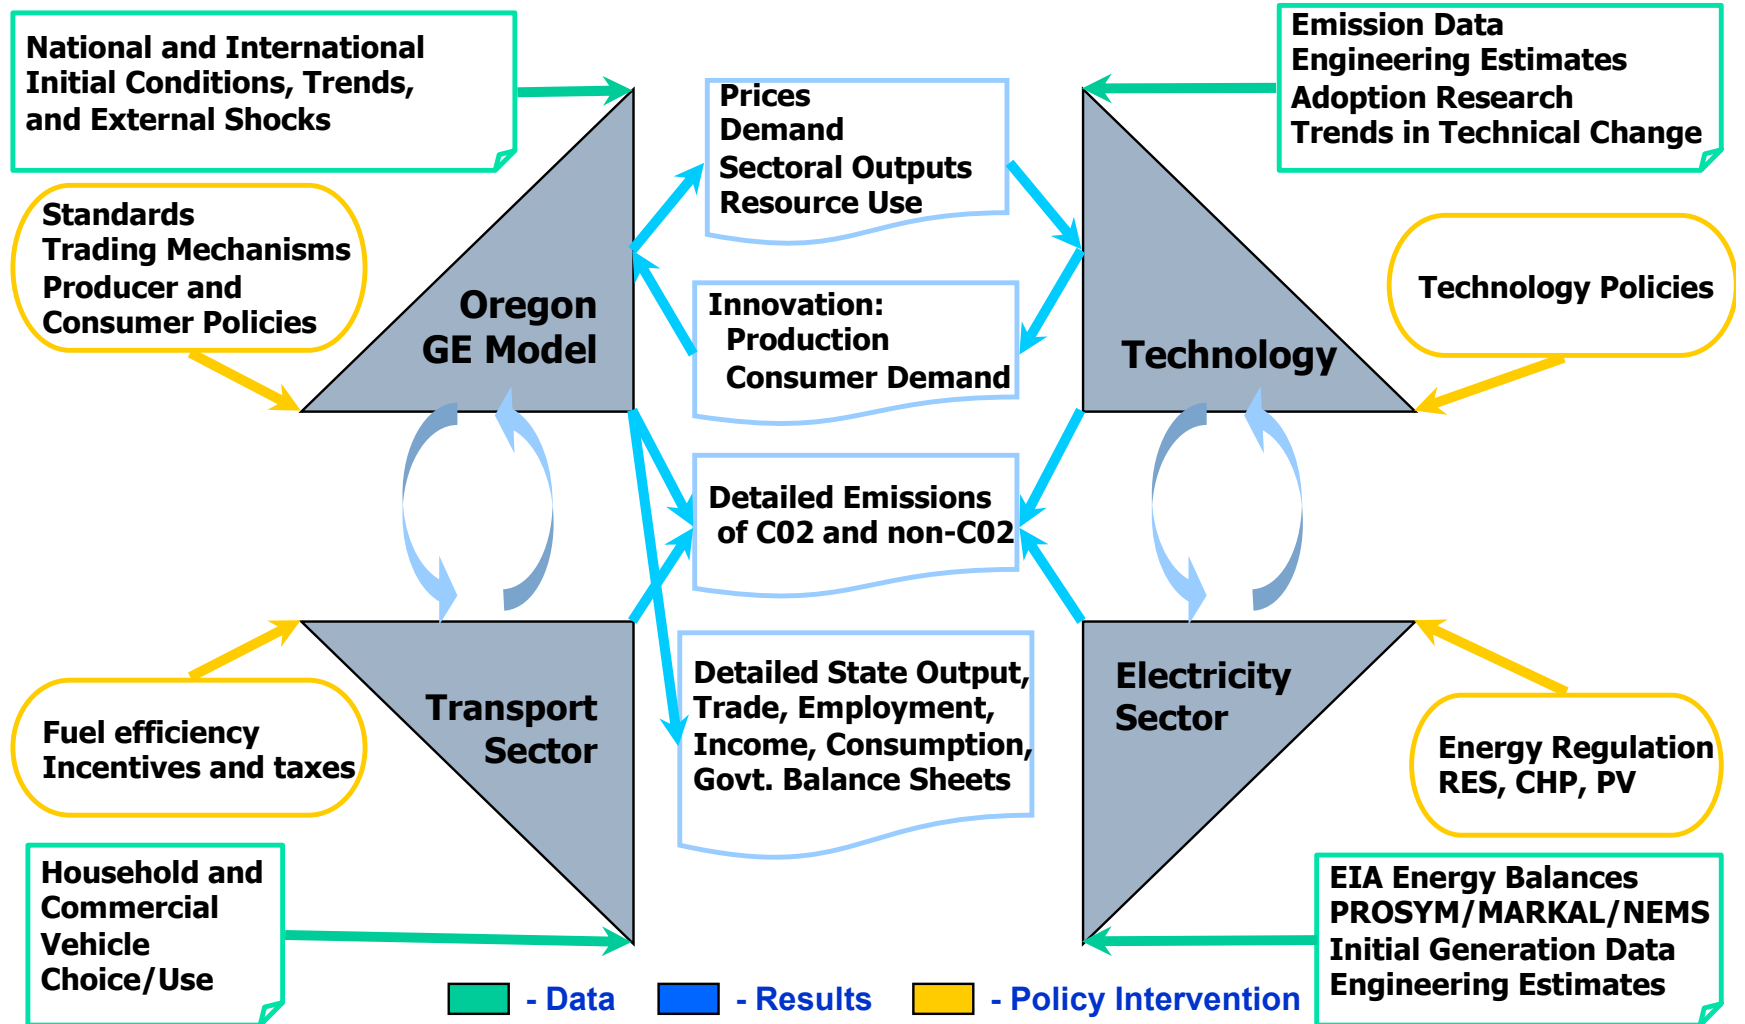 National and International
Initial Conditions, Trends,
and External Shocks
Emission Data
Engineering Estimates
Adoption Research
Trends in Technical Change
Prices
Demand
Sectoral Outputs
Resource Use
Standards
Trading Mechanisms
Producer and
Consumer Policies
Oregon
GE Model
Innovation:
Production
Consumer Demand
Technology
Technology Policies
Detailed Emissions
of C02 and non-C02
Detailed State Output,
Trade, Employment,
Income, Consumption,
Govt. Balance Sheets
Transport
Sector
Electricity
Sector
Fuel efficiency
Incentives and taxes
Energy Regulation
RES, CHP, PV
Household and
Commercial
Vehicle
Choice/Use
EIA Energy Balances
PROSYM/MARKAL/NEMS
Initial Generation Data
Engineering Estimates
- Data
- Results
- Policy Intervention